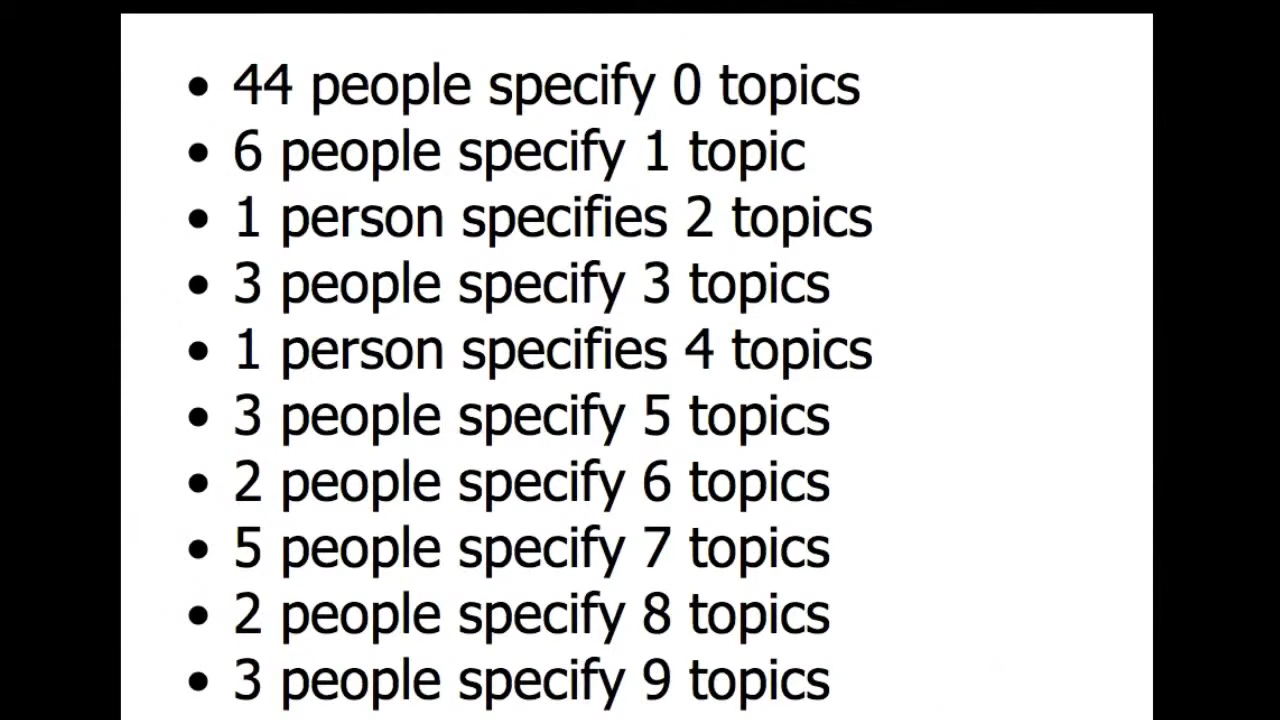 • 44 people specify 0 topics
• 6 people specify 1 topic
• 1 person specifies 2 topics
• 3 people specify 3 topics
• 1 person specifies 4 topics
• 3 people specify 5 topics
• 2 people specify 6 topics
• 5 people specify 7 topics
• 2 people specify 8 topics
• 3 people specify 9 topics